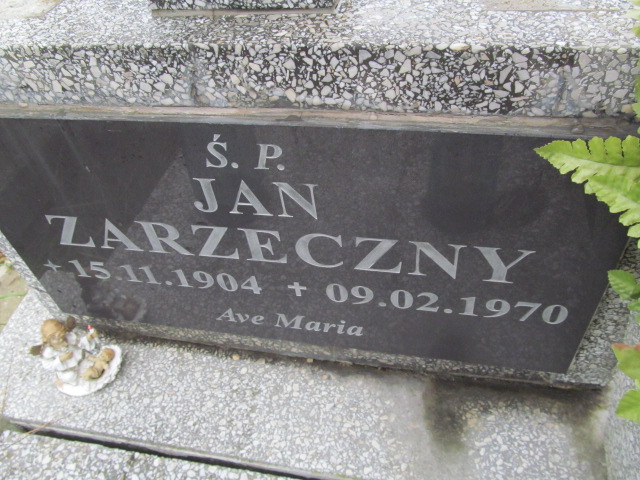 Ś. P.
JAN
ZARZECZNY
* 15.11.1904 + 09.02.1970
Ave Maria